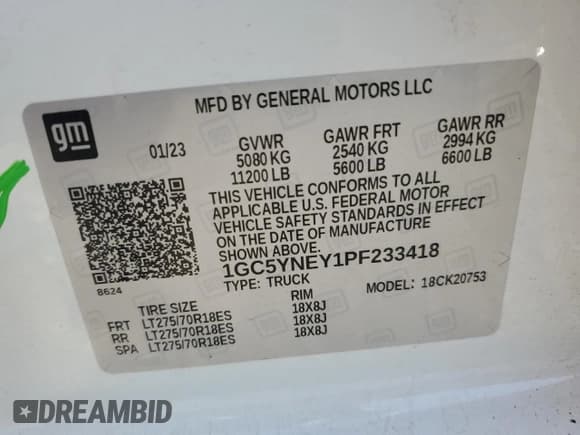 MFD BY GENERAL MOTORS LLC
gm
01/23
GVWR GAWR FRT GAWR RR
5080 KG 2540 KG 2994 KG
11200 LB 5600 LB 6600 LB
THIS VEHICLE CONFORMS TO ALL
APPLICABLE U.S. FEDERAL MOTOR
VEHICLE SAFETY STANDARDS IN EFFECT
ON THE DATE OF MANUFACTURE
SHOWN ABOVE.
1GC5YNEY1PF233418
8624
TYPE: TRUCK MODEL: 18CK20753
TIRE SIZE RIM
FRT LT275/70R18ES 18X8J
RR LT275/70R18ES 18X8J
SPA LT275/70R18ES 18X8J
DREAMBID